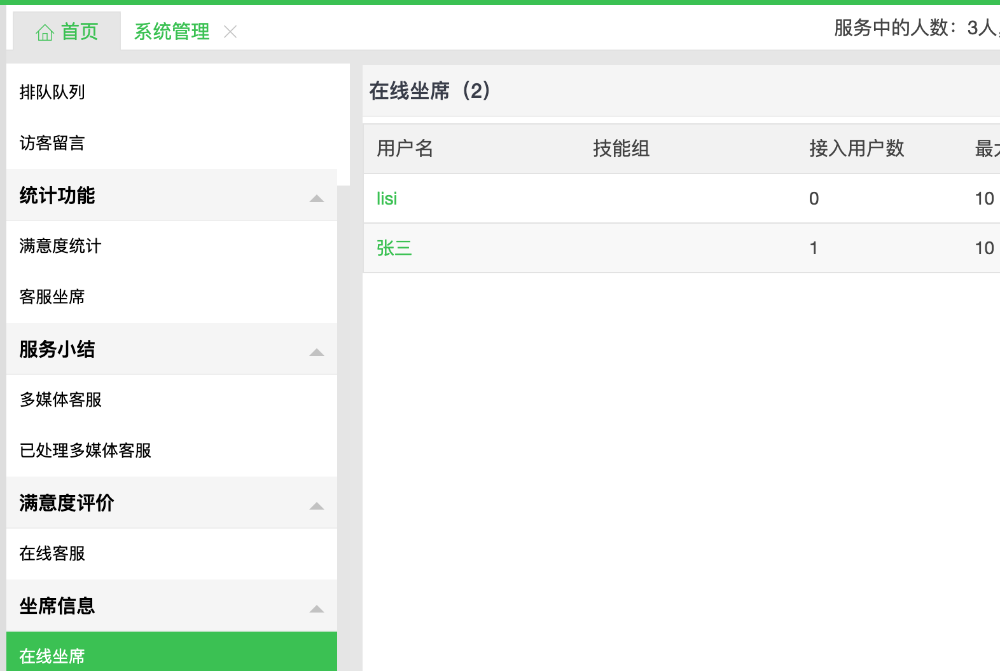 首页 系统管理 服务中的人数：3人,
排队队列
访客留言
统计功能
满意度统计
客服坐席
服务小结
多媒体客服
已处理多媒体客服
满意度评价
在线客服
坐席信息
在线坐席
在线坐席（2）
用户名 技能组 接入用户数 最大
lisi 0 10
张三 1 10